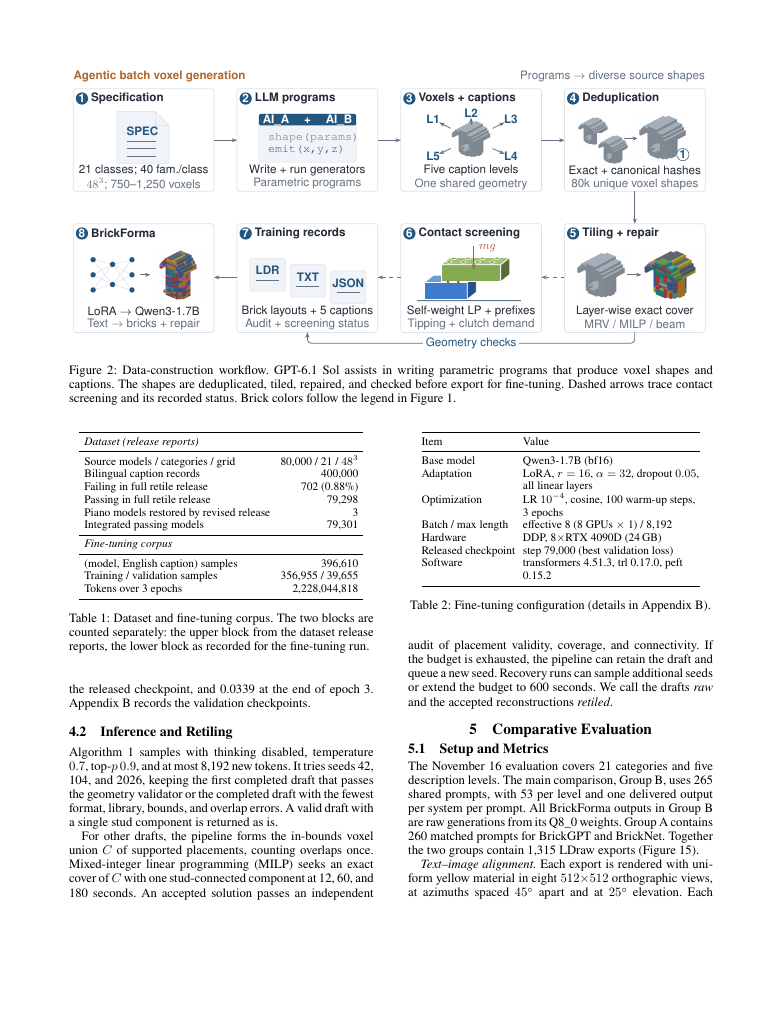 Agentic batch voxel generation
Programs → diverse source shapes
1 Specification
SPEC
21 classes; 40 fam./class
48³; 750–1,250 voxels
2 LLM programs
AI A + AI B
shape(params)
emit(x,y,z)
Write + run generators
Parametric programs
3 Voxels + captions
L1
L2
L3
L5
L4
Five caption levels
One shared geometry
4 Deduplication
1
Exact + canonical hashes
80k unique voxel shapes
8 BrickForma
LoRA → Qwen3-1.7B
Text → bricks + repair
7 Training records
LDR
TXT
JSON
Brick layouts + 5 captions
Audit + screening status
6 Contact screening
mg
Self-weight LP + prefixes
Tipping + clutch demand
5 Tiling + repair
Layer-wise exact cover
MRV / MILP / beam
Geometry checks
Figure 2: Data-construction workflow. GPT-6.1 Sol assists in writing parametric programs that produce voxel shapes and
captions. The shapes are deduplicated, tiled, repaired, and checked before export for fine-tuning. Dashed arrows trace contact
screening and its recorded status. Brick colors follow the legend in Figure 1.
Dataset (release reports)
Source models / categories / grid 80,000 / 21 / 48³
Bilingual caption records 400,000
Failing in full retile release 702 (0.88%)
Passing in full retile release 79,298
Piano models restored by revised release 3
Integrated passing models 79,301
Fine-tuning corpus
(model, English caption) samples 396,610
Training / validation samples 356,955 / 39,655
Tokens over 3 epochs 2,228,044,818
Table 1: Dataset and fine-tuning corpus. The two blocks are
counted separately: the upper block from the dataset release
reports, the lower block as recorded for the fine-tuning run.
the released checkpoint, and 0.0339 at the end of epoch 3.
Appendix B records the validation checkpoints.
4.2 Inference and Retiling
Algorithm 1 samples with thinking disabled, temperature
0.7, top-p 0.9, and at most 8,192 new tokens. It tries seeds 42,
104, and 2026, keeping the first completed draft that passes
the geometry validator or the completed draft with the fewest
format, library, bounds, and overlap errors. A valid draft with
a single stud component is returned as is.
For other drafts, the pipeline forms the in-bounds voxel
union C of supported placements, counting overlaps once.
Mixed-integer linear programming (MILP) seeks an exact
cover of C with one stud-connected component at 12, 60, and
180 seconds. An accepted solution passes an independent
Item Value
Base model Qwen3-1.7B (bf16)
Adaptation LoRA, r = 16, α = 32, dropout 0.05,
all linear layers
Optimization LR 10⁻⁴, cosine, 100 warm-up steps,
3 epochs
Batch / max length effective 8 (8 GPUs × 1) / 8,192
Hardware DDP, 8×RTX 4090D (24 GB)
Released checkpoint step 79,000 (best validation loss)
Software transformers 4.51.3, trl 0.17.0, peft
0.15.2
Table 2: Fine-tuning configuration (details in Appendix B).
audit of placement validity, coverage, and connectivity. If
the budget is exhausted, the pipeline can retain the draft and
queue a new seed. Recovery runs can sample additional seeds
or extend the budget to 600 seconds. We call the drafts raw
and the accepted reconstructions retiled.
5 Comparative Evaluation
5.1 Setup and Metrics
The November 16 evaluation covers 21 categories and five
description levels. The main comparison, Group B, uses 265
shared prompts, with 53 per level and one delivered output
per system per prompt. All BrickForma outputs in Group B
are raw generations from its Q8_0 weights. Group A contains
260 matched prompts for BrickGPT and BrickNet. Together
the two groups contain 1,315 LDraw exports (Figure 15).
Text–image alignment. Each export is rendered with uni-
form yellow material in eight 512×512 orthographic views,
at azimuths spaced 45° apart and at 25° elevation. Each